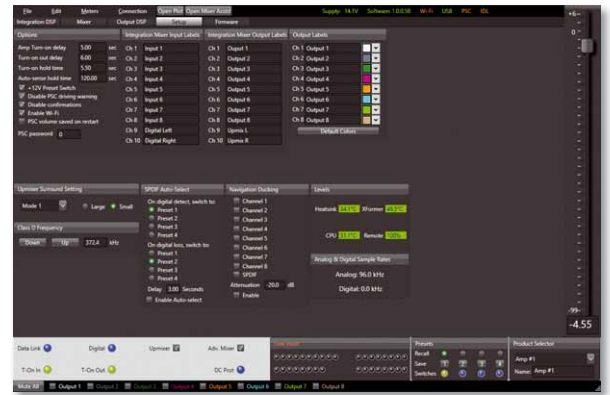 File Edit Meters Connection Open Plot Open Mixer Assist Supply: 14.1V Software: 1.0.0.58 Wi-Fi USB PSC IDL
Integration DSP Mixer Output DSP Setup Firmware
Options
Amp Turn-on delay 5.00 sec
Turn-on out delay 6.00 sec
Turn-on hold time 5.50 sec
Auto-sense hold time 120.00 sec
+12V Preset Switch
Disable PSC driving warning
Disable confirmations
Enable Wi-Fi
PSC volume saved on restart
PSC password 0
Integration Mixer Input Labels
Ch 1 Input 1
Ch 2 Input 2
Ch 3 Input 3
Ch 4 Input 4
Ch 5 Input 5
Ch 6 Input 6
Ch 7 Input 7
Ch 8 Input 8
Ch 9 Digital Left
Ch 10 Digital Right
Integration Mixer Output Labels
Ch 1 Ouput 1
Ch 2 Output 2
Ch 3 Output 3
Ch 4 Output 4
Ch 5 Output 5
Ch 6 Output 6
Ch 7 Output 7
Ch 8 Output 8
Ch 9 Upmix L
Ch 10 Upmix R
Output Labels
Ch 1 Output 1
Ch 2 Output 2
Ch 3 Output 3
Ch 4 Output 4
Ch 5 Output 5
Ch 6 Output 6
Ch 7 Output 7
Ch 8 Output 8
Default Colors
Upmixer Surround Setting
Mode 1 Large Small
Class D Frequency
Down Up 372.4 kHz
SPDIF Auto-Select
On digital detect, switch to:
Preset 1
Preset 2
Preset 3
Preset 4
On digital loss, switch to:
Preset 1
Preset 2
Preset 3
Preset 4
Delay 3.00 Seconds
Enable Auto-select
Navigation Ducking
Channel 1
Channel 2
Channel 3
Channel 4
Channel 5
Channel 6
Channel 7
Channel 8
SPDIF
Attenuation -20.0 dB
Enable
Levels
Heatsink XFormer
CPU Remote 100%
Analog & Digital Sample Rates
Analog: 96.0 kHz
Digital: 0.0 kHz
+6-
0-
-99-
-4.55
Data Link Digital Upmixer Adv. Mixer
T-On In T-On Out DC Prot
Presets
Recall
Save 1 2 3 4
Switches
Product Selector
Amp #1
Name: Amp #1
Mute All Output 1 Output 2 Output 3 Output 4 Output 5 Output 6 Output 7 Output 8